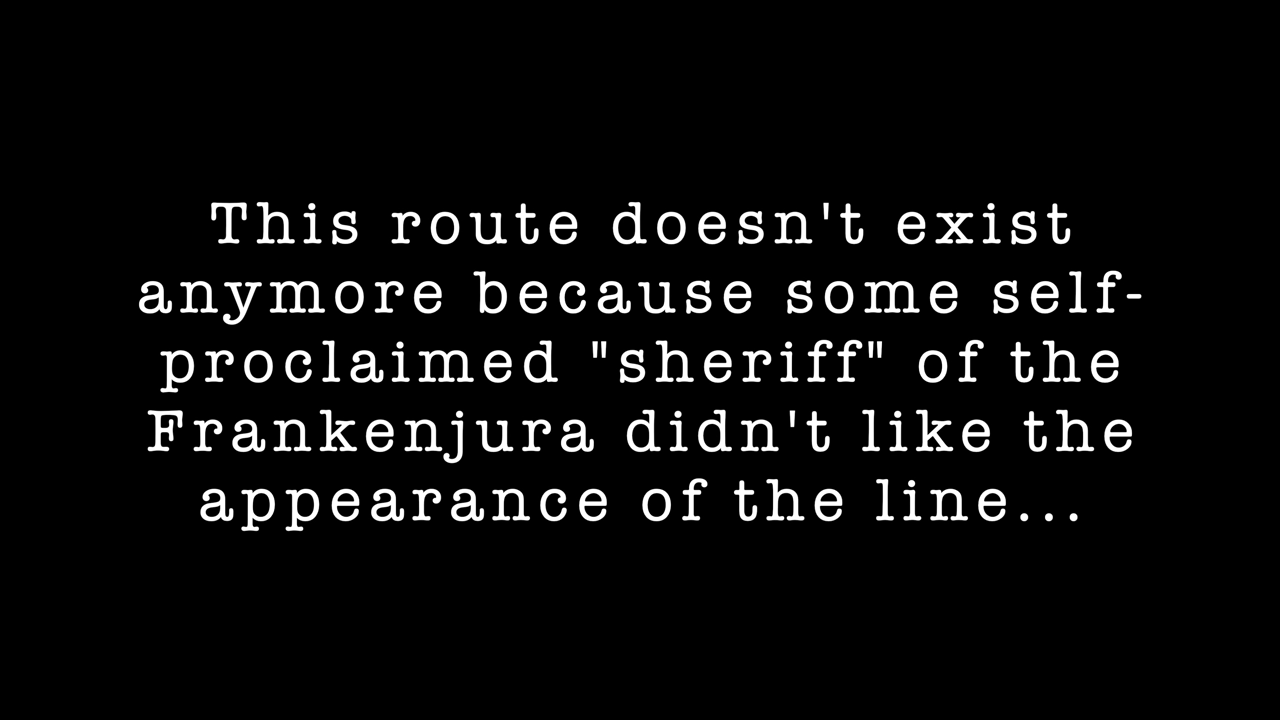 This route doesn't exist
anymore because some self-
proclaimed "sheriff" of the
Frankenjura didn't like the
appearance of the line...